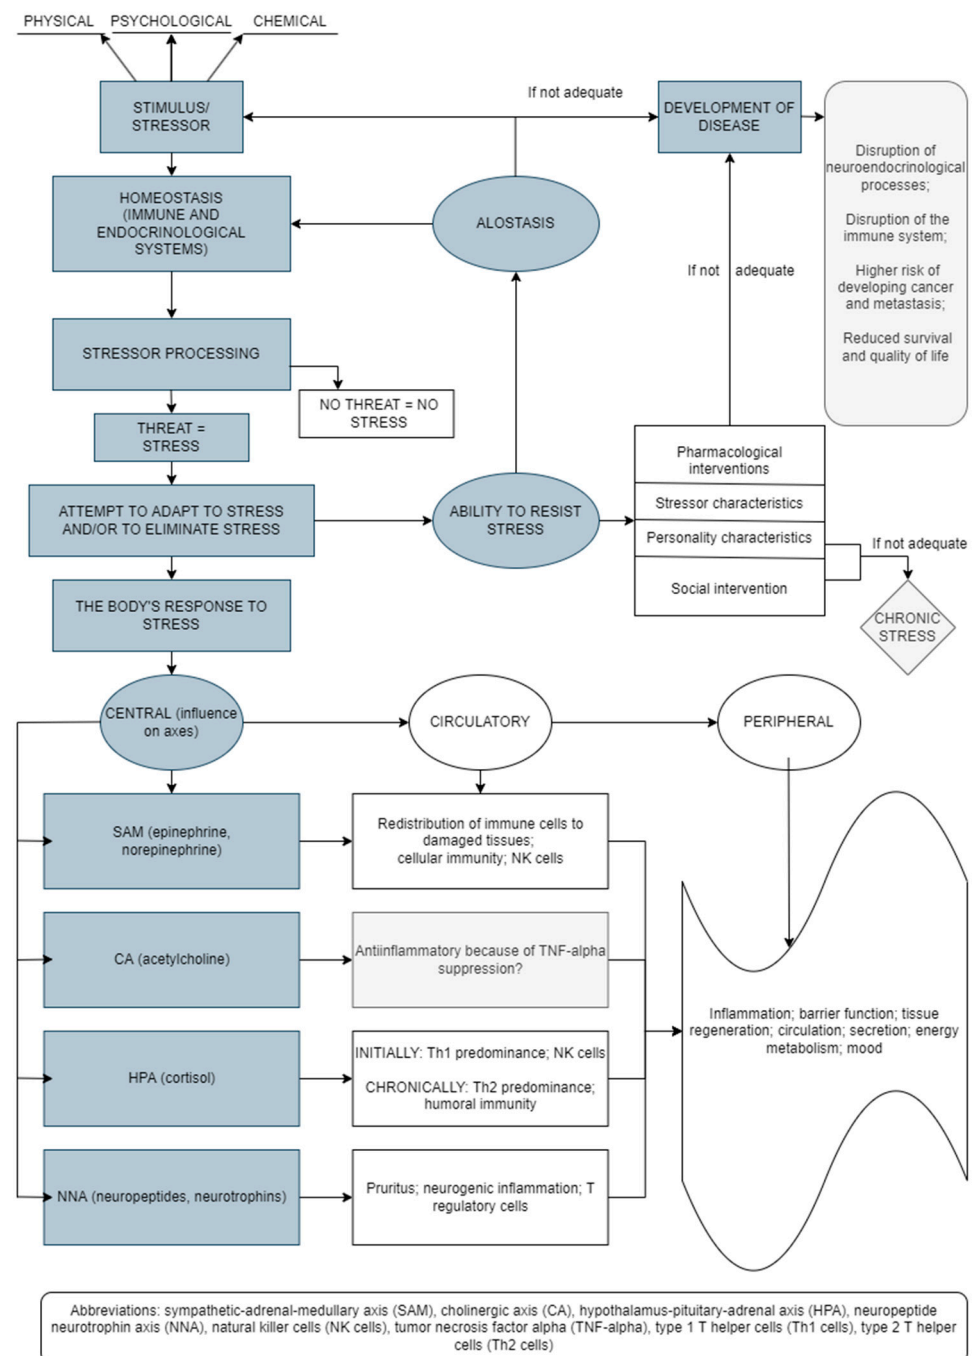 PHYSICAL
PSYCHOLOGICAL
CHEMICAL
STIMULUS/
STRESSOR
If not adequate
DEVELOPMENT OF
DISEASE
Disruption of
neuroendocrinological
processes;
Disruption of the
immune system;
Higher risk of
developing cancer
and metastasis;
Reduced survival
and quality of life
HOMEOSTASIS
(IMMUNE AND
ENDOCRINOLOGICAL
SYSTEMS)
ALOSTASIS
If not adequate
STRESSOR PROCESSING
NO THREAT = NO
STRESS
THREAT =
STRESS
ATTEMPT TO ADAPT TO STRESS
AND/OR TO ELIMINATE STRESS
ABILITY TO RESIST
STRESS
Pharmacological
interventions
Stressor characteristics
Personality characteristics
Social intervention
If not adequate
CHRONIC
STRESS
THE BODY'S RESPONSE TO
STRESS
CENTRAL (influence
on axes)
CIRCULATORY
PERIPHERAL
SAM (epinephrine,
norepinephrine)
Redistribution of immune cells to
damaged tissues;
cellular immunity; NK cells
CA (acetylcholine)
Antiinflammatory because of TNF-alpha
suppression?
Inflammation; barrier function; tissue
regeneration; circulation; secretion; energy
metabolism; mood
HPA (cortisol)
INITIALLY: Th1 predominance; NK cells
CHRONICALLY: Th2 predominance;
humoral immunity
NNA (neuropeptides, neurotrophins)
Pruritus; neurogenic inflammation; T
regulatory cells
Abbreviations: sympathetic-adrenal-medullary axis (SAM), cholinergic axis (CA), hypothalamus-pituitary-adrenal axis (HPA), neuropeptide
neurotrophin axis (NNA), natural killer cells (NK cells), tumor necrosis factor alpha (TNF-alpha), type 1 T helper cells (Th1 cells), type 2 T helper
cells (Th2 cells)